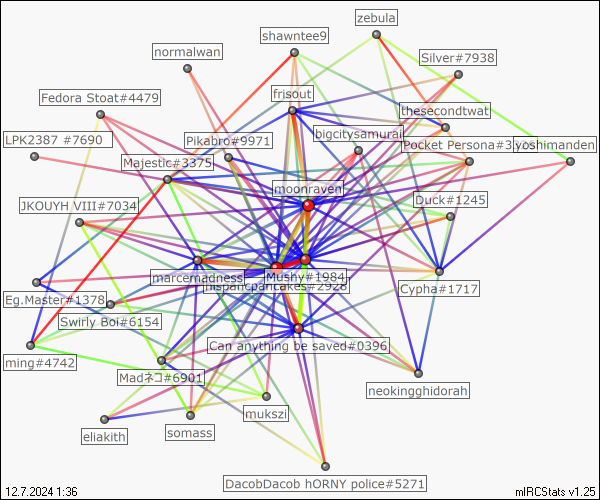 zebula
shawntee9
normalwan
Silver#7938
Fedora Stoat#4479
frisout
thesecondtwat
bigcitysamurai
LPK2387 #7690
Pikabro#9971
Pocket Persona#3
yoshimanden
Majestic#3375
moonraven
Duck#1245
JKOUYH VIII#7034
marcemadness
Mushy#1984
hispanicpancakes#2928
Cypha#1717
Eg.Master#1378
Swirly Boi#6154
Can anything be saved#0396
ming#4742
Madネコ#6901
neokingghidorah
mukszi
eliakith
somass
DacobDacob hORNY police#5271
12.7.2024 1:36
mIRCStats v1.25